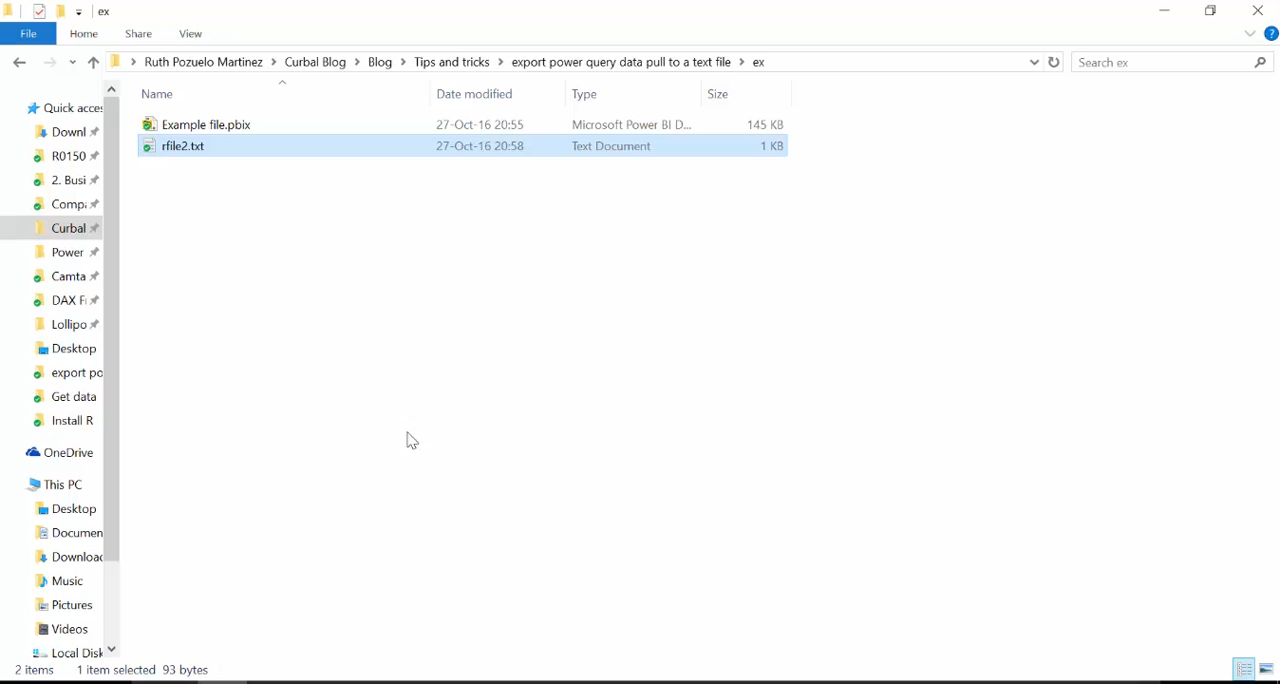 ex
File Home Share View
Ruth Pozuelo Martinez Curbal Blog Blog Tips and tricks export power query data pull to a text file ex
Search ex
Name Date modified Type Size
Example file.pbix 27-Oct-16 20:55 Microsoft Power BI D... 145 KB
rfile2.txt 27-Oct-16 20:58 Text Document 1 KB
Quick acces
Downl
R0150
2. Busi
Comp
Curbal
Power
Camta
DAX F
Lollipo
Desktop
export po
Get data
Install R
OneDrive
This PC
Desktop
Documen
Download
Music
Pictures
Videos
Local Disk
2 items 1 item selected 93 bytes